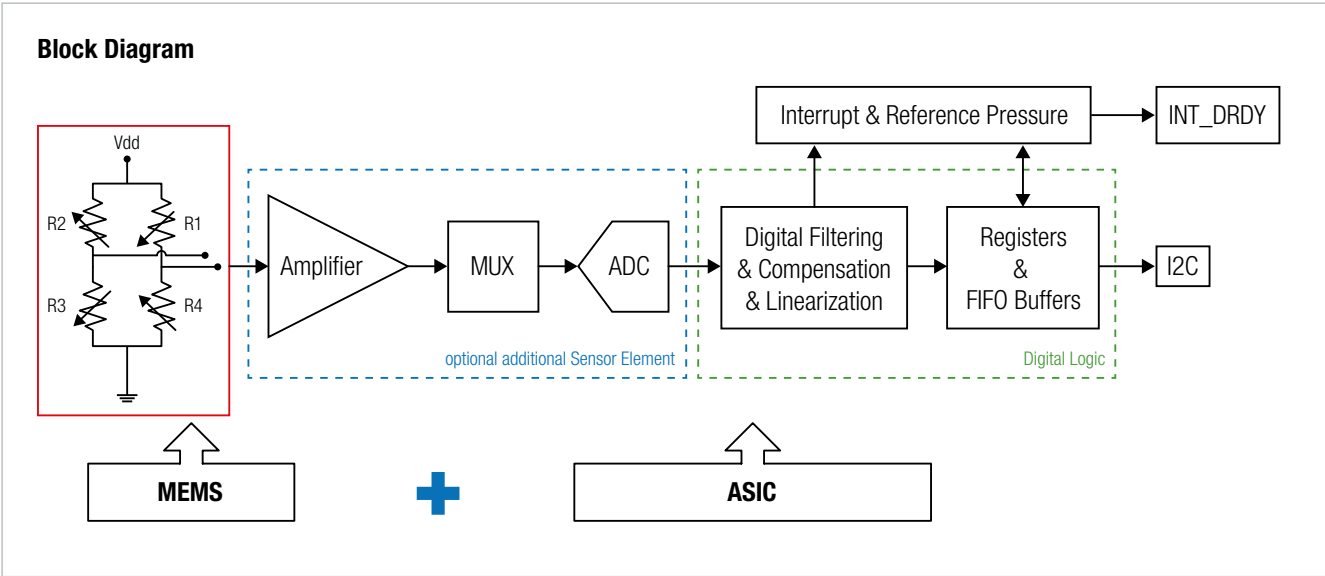 Block Diagram
Vdd
R2
R1
R3
R4
Amplifier
MUX
ADC
optional additional Sensor Element
Interrupt & Reference Pressure
INT_DRDY
Digital Filtering
& Compensation
& Linearization
Registers
&
FIFO Buffers
I2C
Digital Logic
MEMS
ASIC